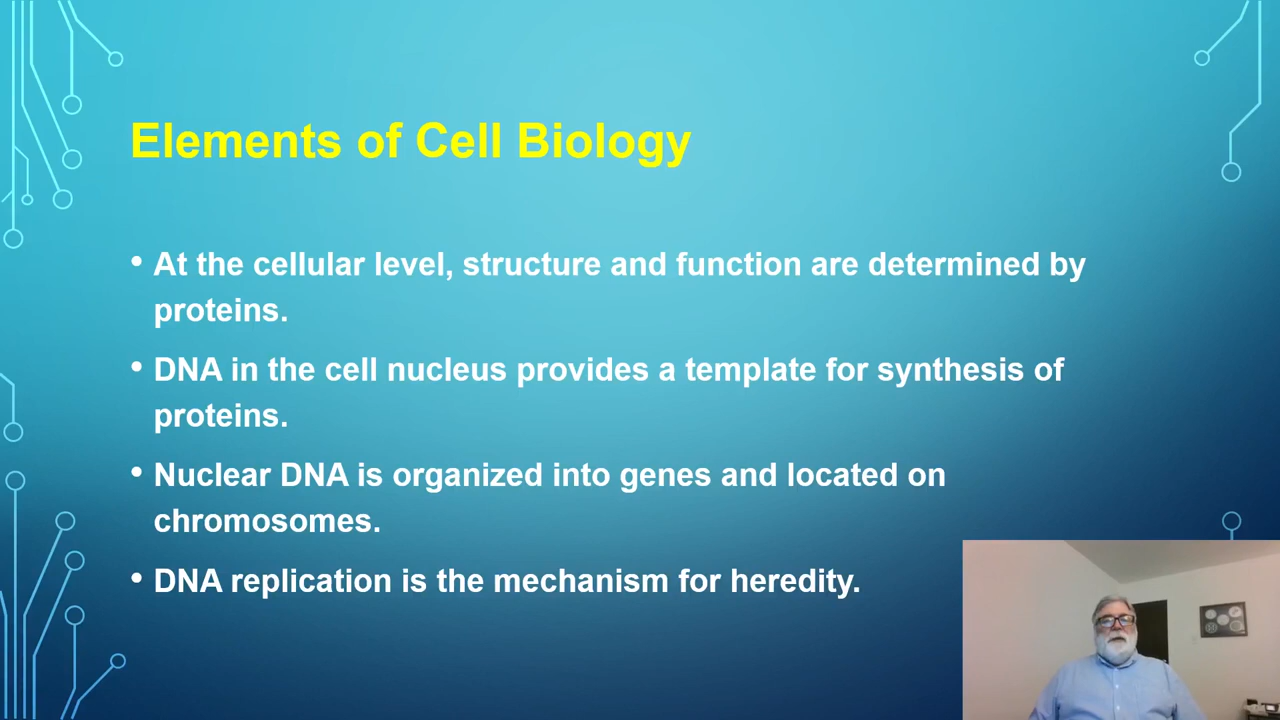 Elements of Cell Biology
• At the cellular level, structure and function are determined by
proteins.
• DNA in the cell nucleus provides a template for synthesis of
proteins.
• Nuclear DNA is organized into genes and located on
chromosomes.
• DNA replication is the mechanism for heredity.